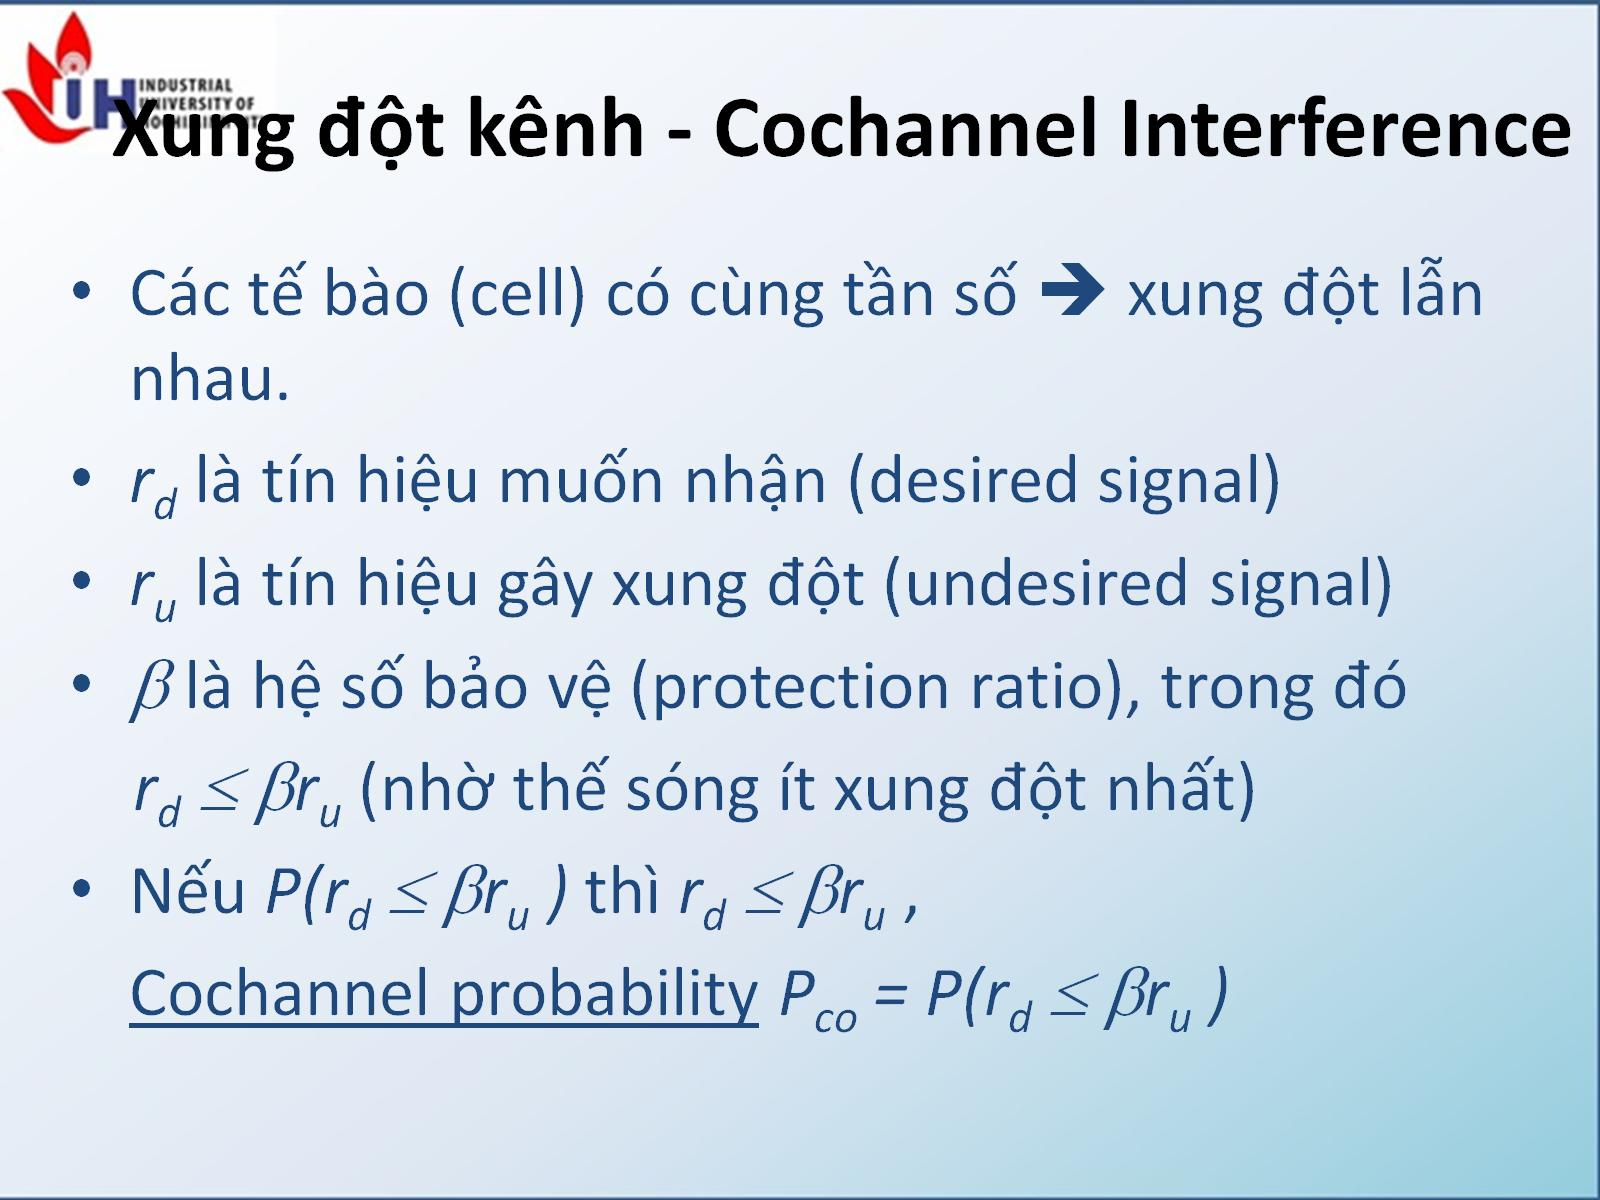 INDUSTRIAL
UNIVERSITY OF
Xung đột kênh - Cochannel Interference
• Các tế bào (cell) có cùng tần số ➔ xung đột lẫn
nhau.
• rd là tín hiệu muốn nhận (desired signal)
• ru là tín hiệu gây xung đột (undesired signal)
• β là hệ số bảo vệ (protection ratio), trong đó
rd ≤ βru (nhờ thế sóng ít xung đột nhất)
• Nếu P(rd ≤ βru ) thì rd ≤ βru ,
Cochannel probability Pco = P(rd ≤ βru )